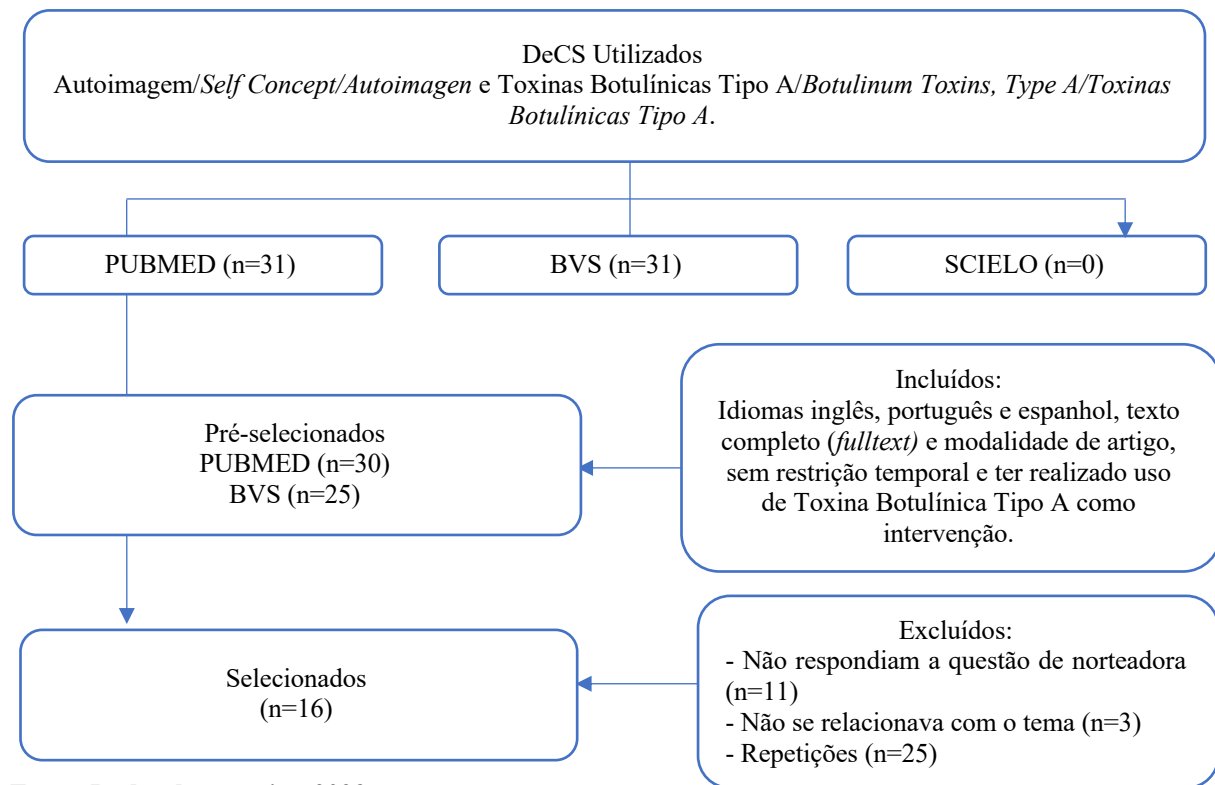 DeCS Utilizados
Autoimagem/Self Concept/Autoimagen e Toxinas Botulínicas Tipo A/Botulinum Toxins, Type A/Toxinas
Botulínicas Tipo A.
PUBMED (n=31)
BVS (n=31)
SCIELO (n=0)
Incluídos:
Idiomas inglês, português e espanhol, texto
completo (fulltext) e modalidade de artigo,
sem restrição temporal e ter realizado uso
de Toxina Botulínica Tipo A como
intervenção.
Pré-selecionados
PUBMED (n=30)
BVS (n=25)
Excluídos:
- Não respondiam a questão de norteadora
(n=11)
- Não se relacionava com o tema (n=3)
- Repetições (n=25)
Selecionados
(n=16)